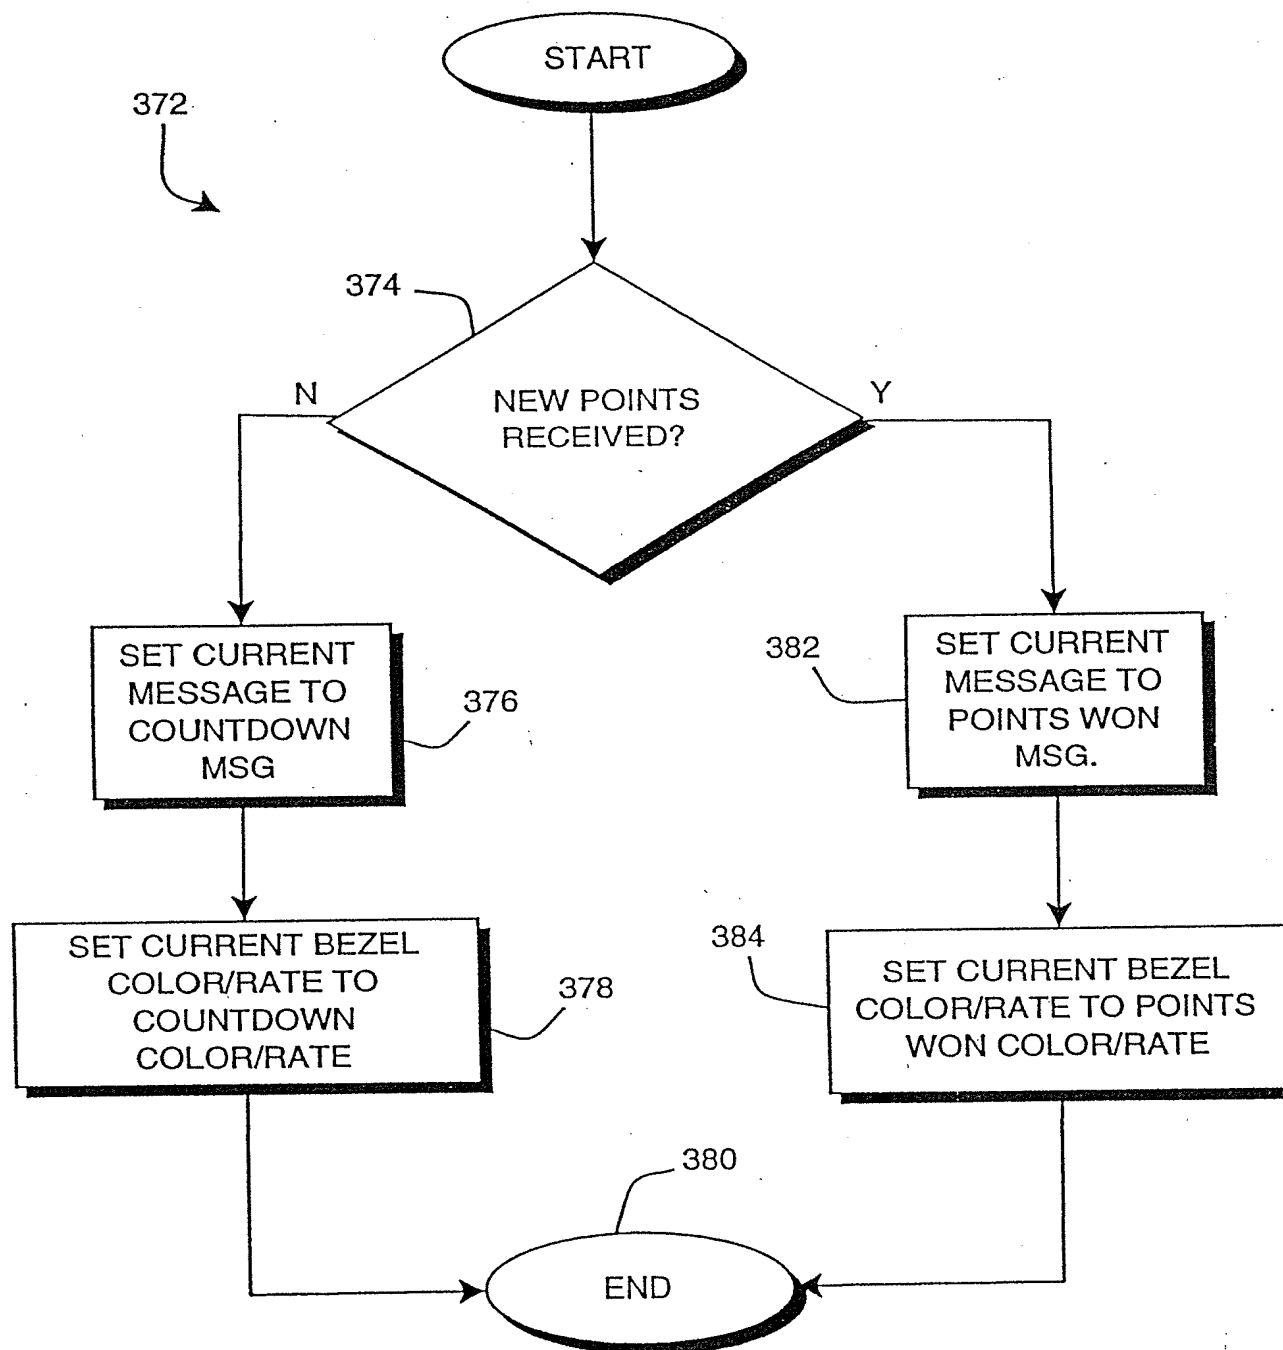 START
372
374
N
Y
NEW POINTS
RECEIVED?
SET CURRENT
MESSAGE TO
COUNTDOWN
MSG
376
382
SET CURRENT
MESSAGE TO
POINTS WON
MSG.
SET CURRENT BEZEL
COLOR/RATE TO
COUNTDOWN
COLOR/RATE
378
384
SET CURRENT BEZEL
COLOR/RATE TO POINTS
WON COLOR/RATE
380
END